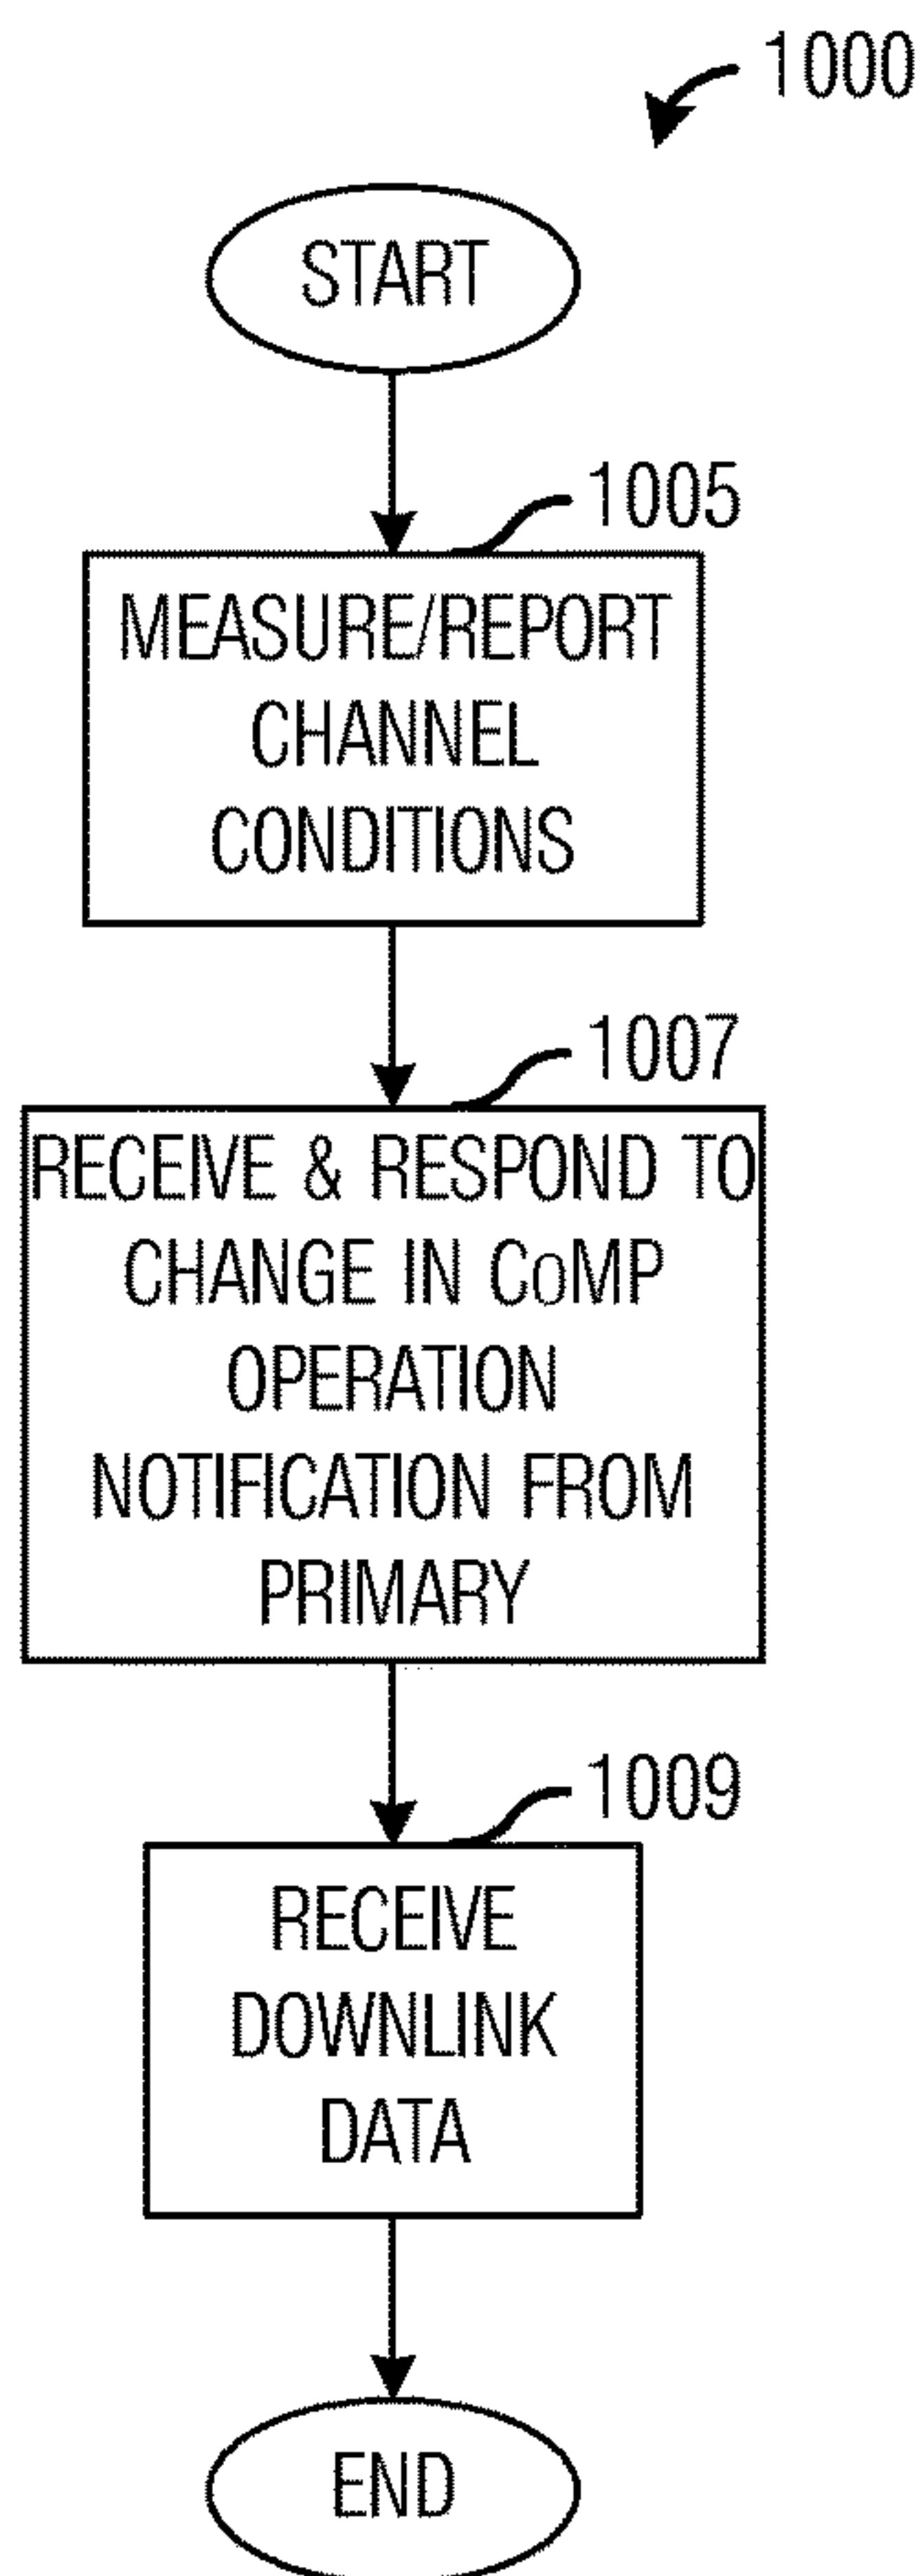 1000
START
1005
MEASURE/REPORT
CHANNEL
CONDITIONS
1007
RECEIVE & RESPOND TO
CHANGE IN CoMP
OPERATION
NOTIFICATION FROM
PRIMARY
1009
RECEIVE
DOWNLINK
DATA
END